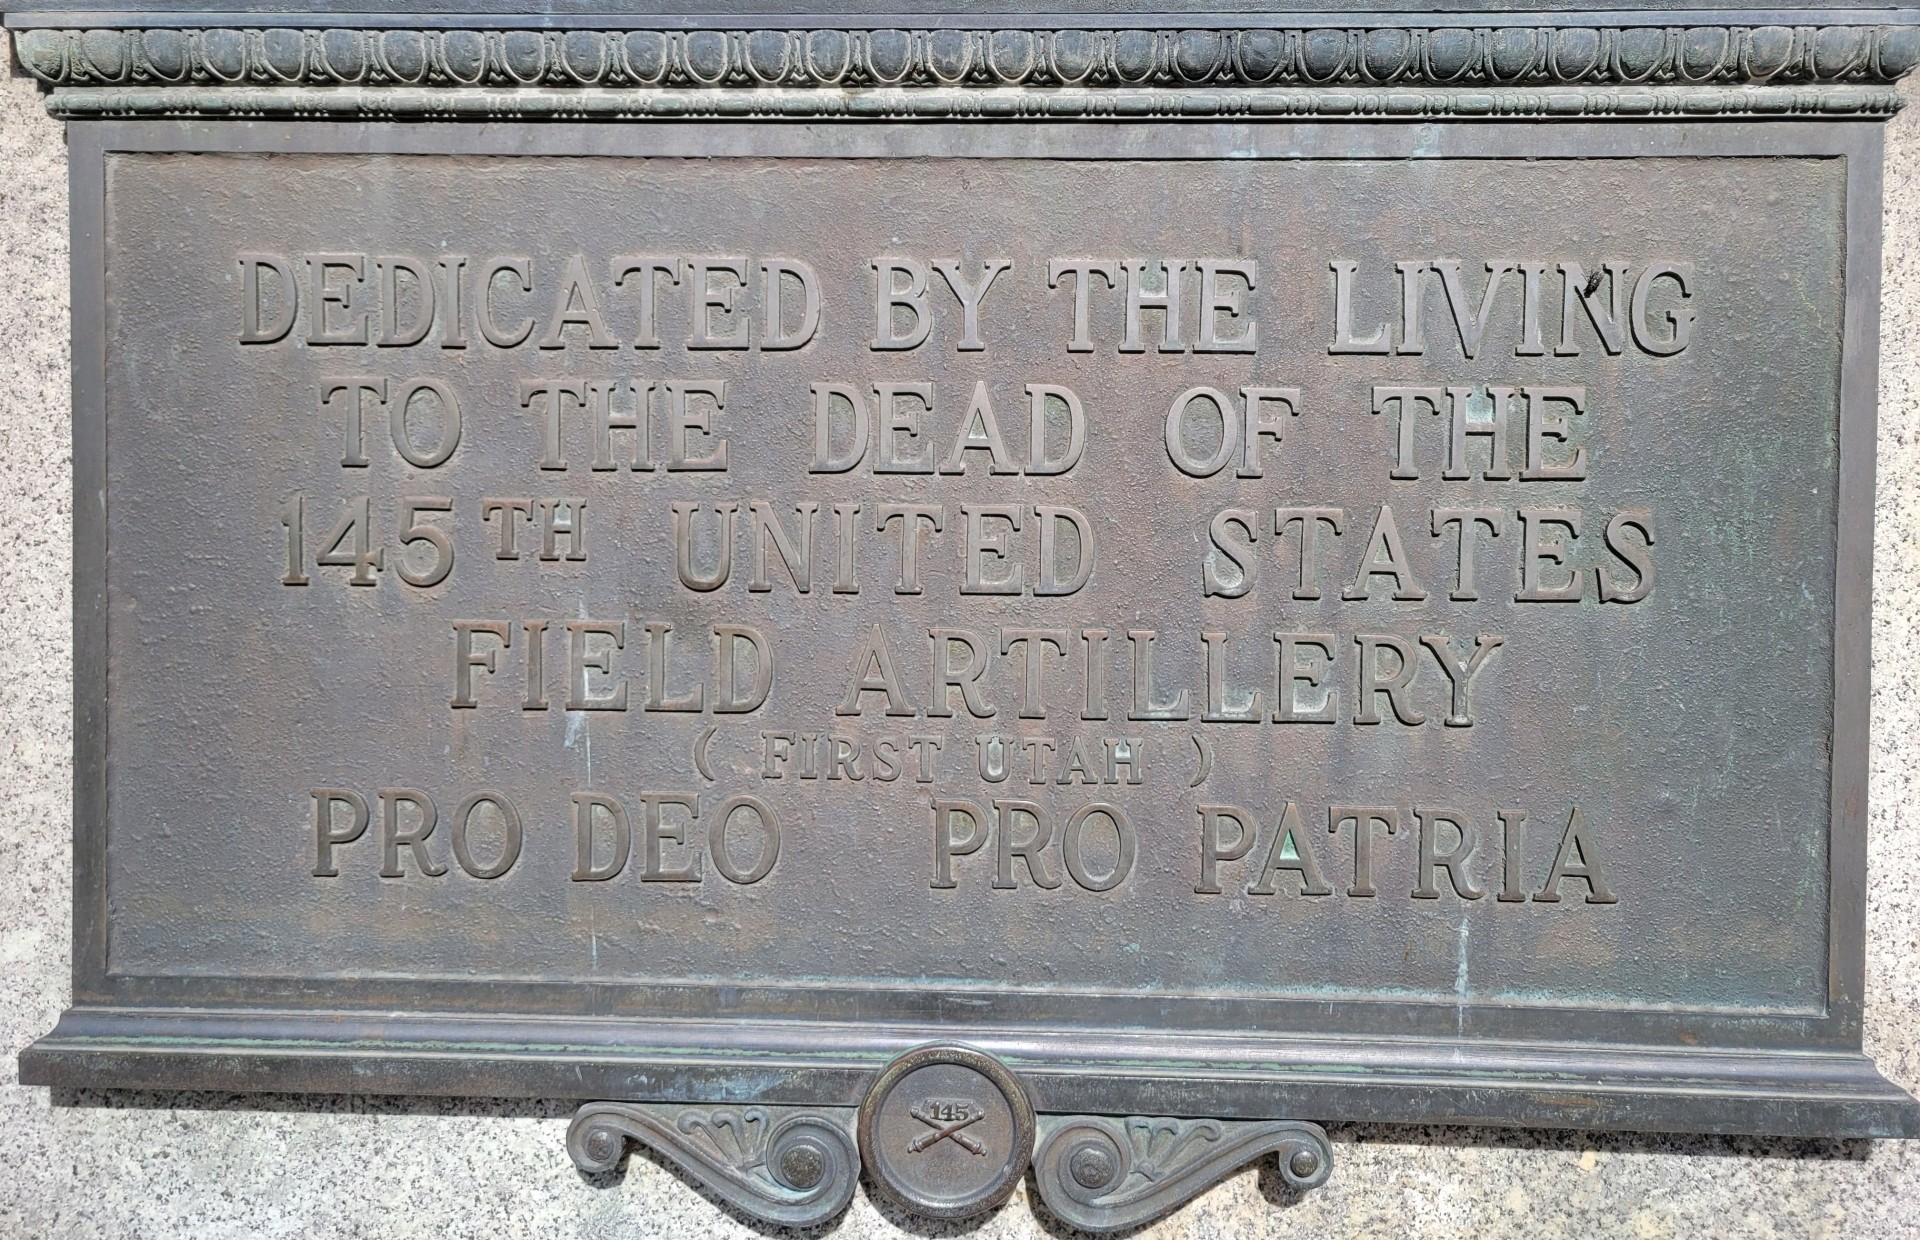 DEDICATED BY THE LIVING
TO THE DEAD OF THE
145TH UNITED STATES
FIELD ARTILLERY
( FIRST UTAH )
PRO DEO PRO PATRIA
145